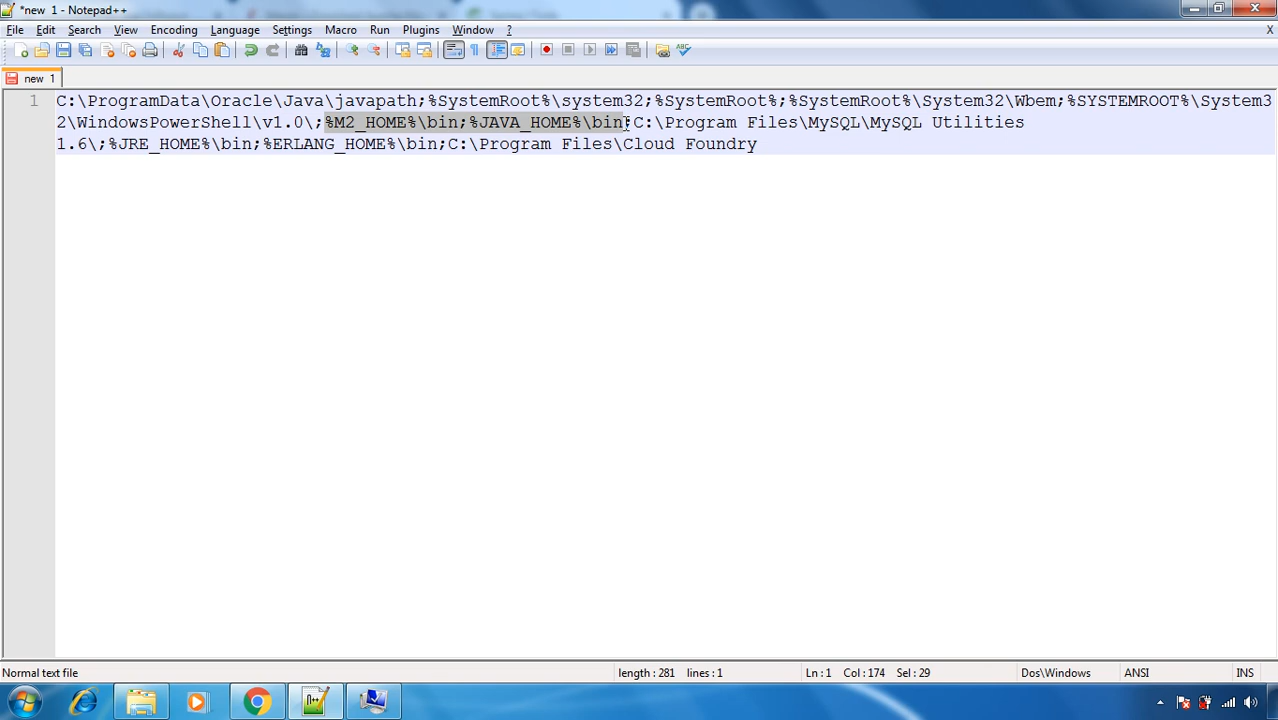 *new 1 - Notepad++
File Edit Search View Encoding Language Settings Macro Run Plugins Window ? X
new 1
1 C:\ProgramData\Oracle\Java\javapath;%SystemRoot%\system32;%SystemRoot%;%SystemRoot%\System32\Wbem;%SYSTEMROOT%\System3
2\WindowsPowerShell\v1.0\;%M2_HOME%\bin;%JAVA_HOME%\bin;C:\Program Files\MySQL\MySQL Utilities
1.6\;%JRE_HOME%\bin;%ERLANG_HOME%\bin;C:\Program Files\Cloud Foundry
Normal text file length : 281 lines : 1 Ln : 1 Col : 174 Sel : 29 Dos\Windows ANSI INS